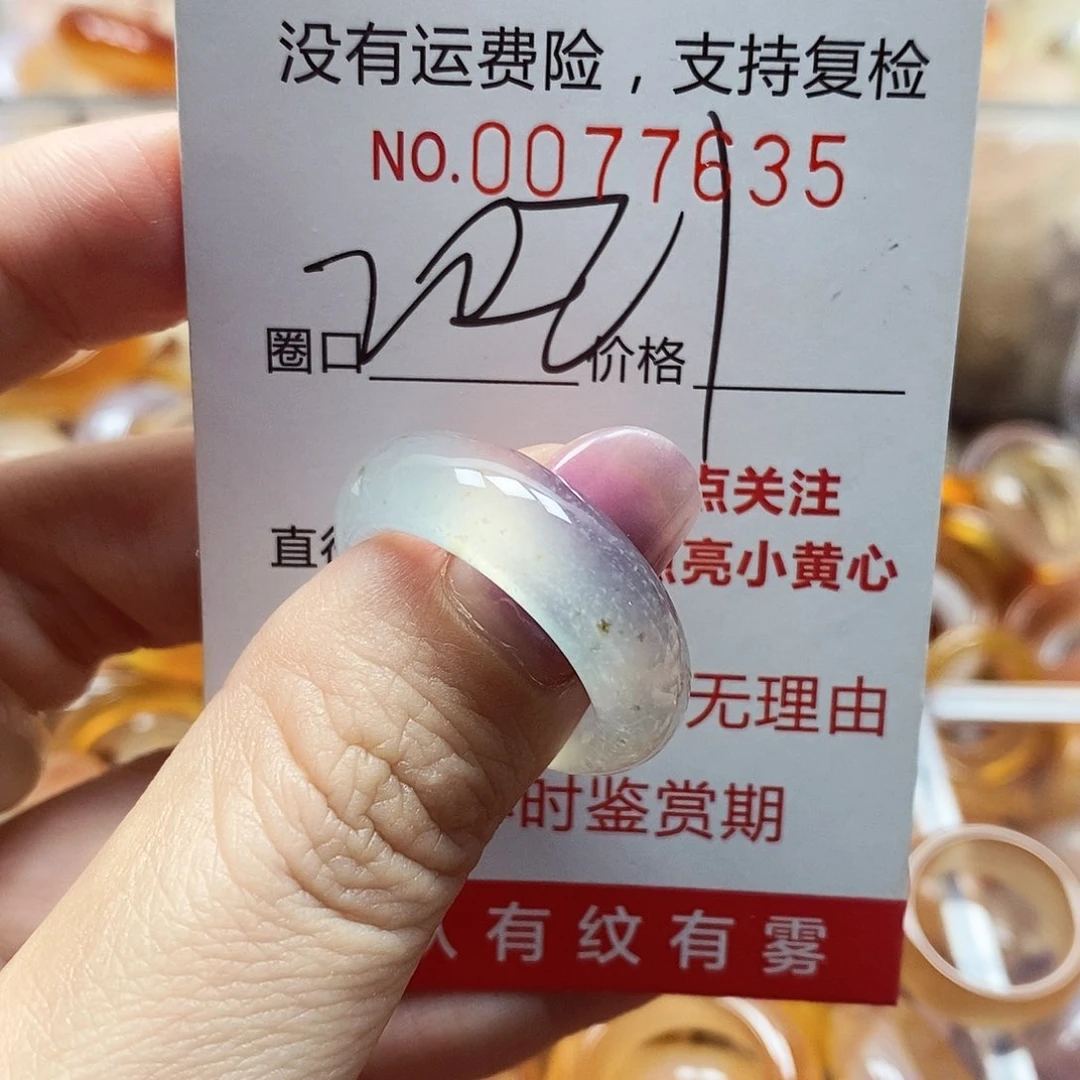 没有运费险，支持复检
NO.0077635
圈口 价格
点关注
直径
点亮小黄心
无理由
时鉴赏期
有纹有雾